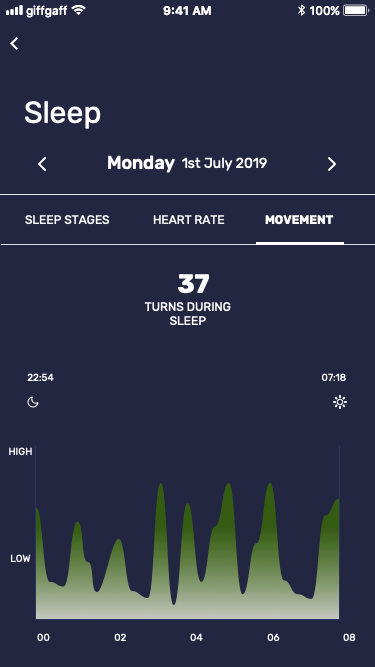 giffgaff 9:41 AM 100%
Sleep
Monday 1st July 2019
SLEEP STAGES HEART RATE MOVEMENT
37
TURNS DURING
SLEEP
22:54 07:18
HIGH
LOW
00 02 04 06 08